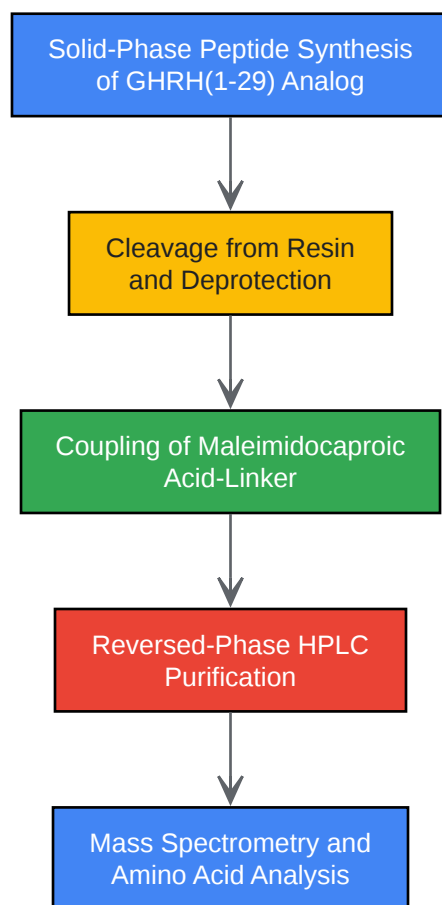 Solid-Phase Peptide Synthesis
of GHRH(1-29) Analog
Cleavage from Resin
and Deprotection
Coupling of Maleimidocaproic
Acid-Linker
Reversed-Phase HPLC
Purification
Mass Spectrometry and
Amino Acid Analysis